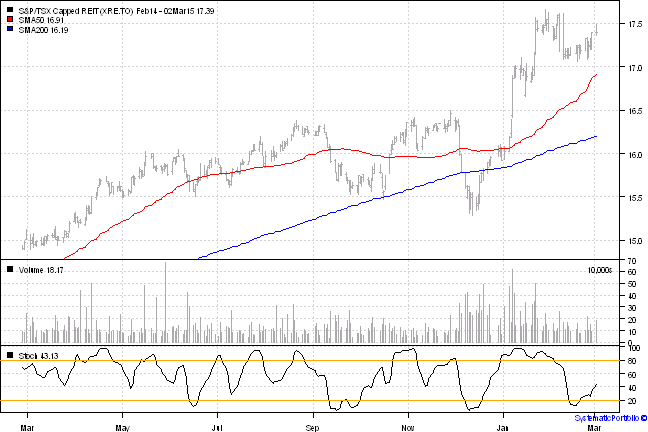 S&P/TSX Capped REIT(XRE.TO) Feb14 - 02Mar15 17.39
SMA50 16.91
SMA200 16.19
17.5
17.0
16.5
16.0
15.5
15.0
Volume 18.17
10,000s
70
60
50
40
30
20
10
0
Stoch 43.13
100
80
60
40
20
Mar May Jul Sep Nov Jan Mar
SystematicPortfolio ©